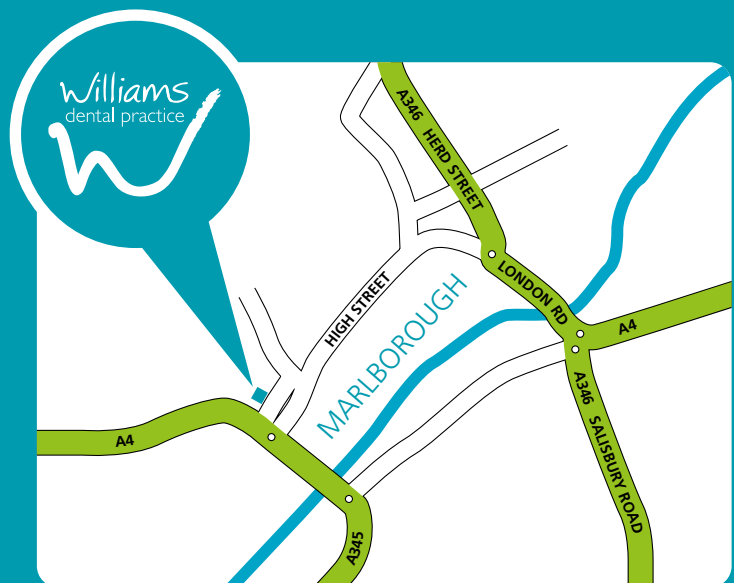 Williams
dental practice
A346 HERD STREET
HIGH STREET
LONDON RD
MARLBOROUGH
A4
A4
A346 SALISBURY ROAD
A345